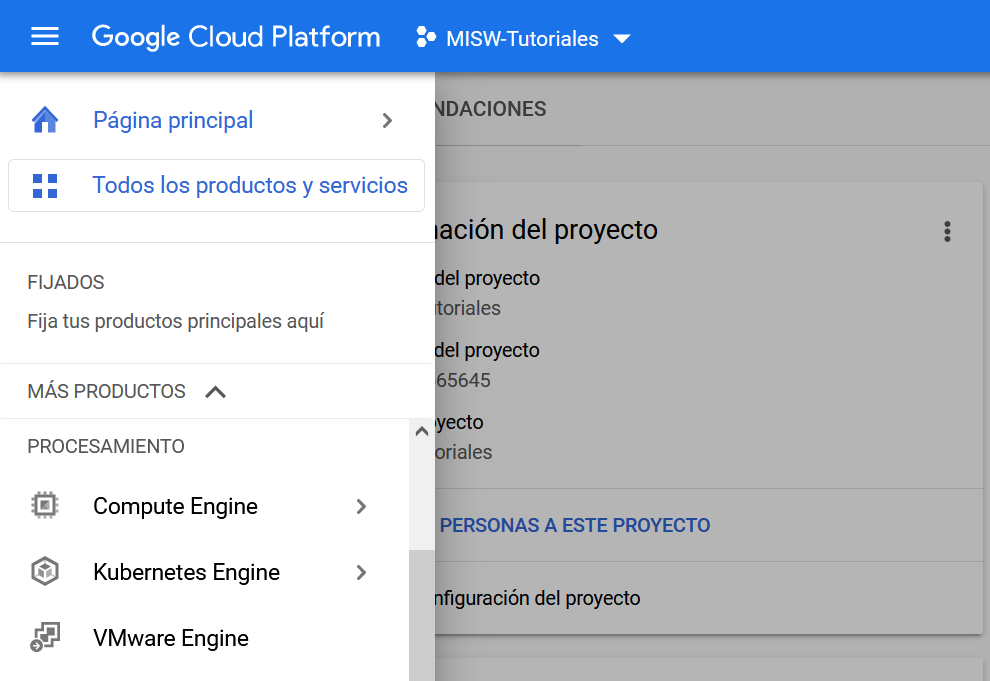 Google Cloud Platform MISW-Tutoriales
Página principal
Todos los productos y servicios
FIJADOS
Fija tus productos principales aquí
MÁS PRODUCTOS
PROCESAMIENTO
Compute Engine
Kubernetes Engine
VMware Engine
NDACIONES
nación del proyecto
del proyecto
toriales
del proyecto
65645
yecto
oriales
PERSONAS A ESTE PROYECTO
nfiguración del proyecto